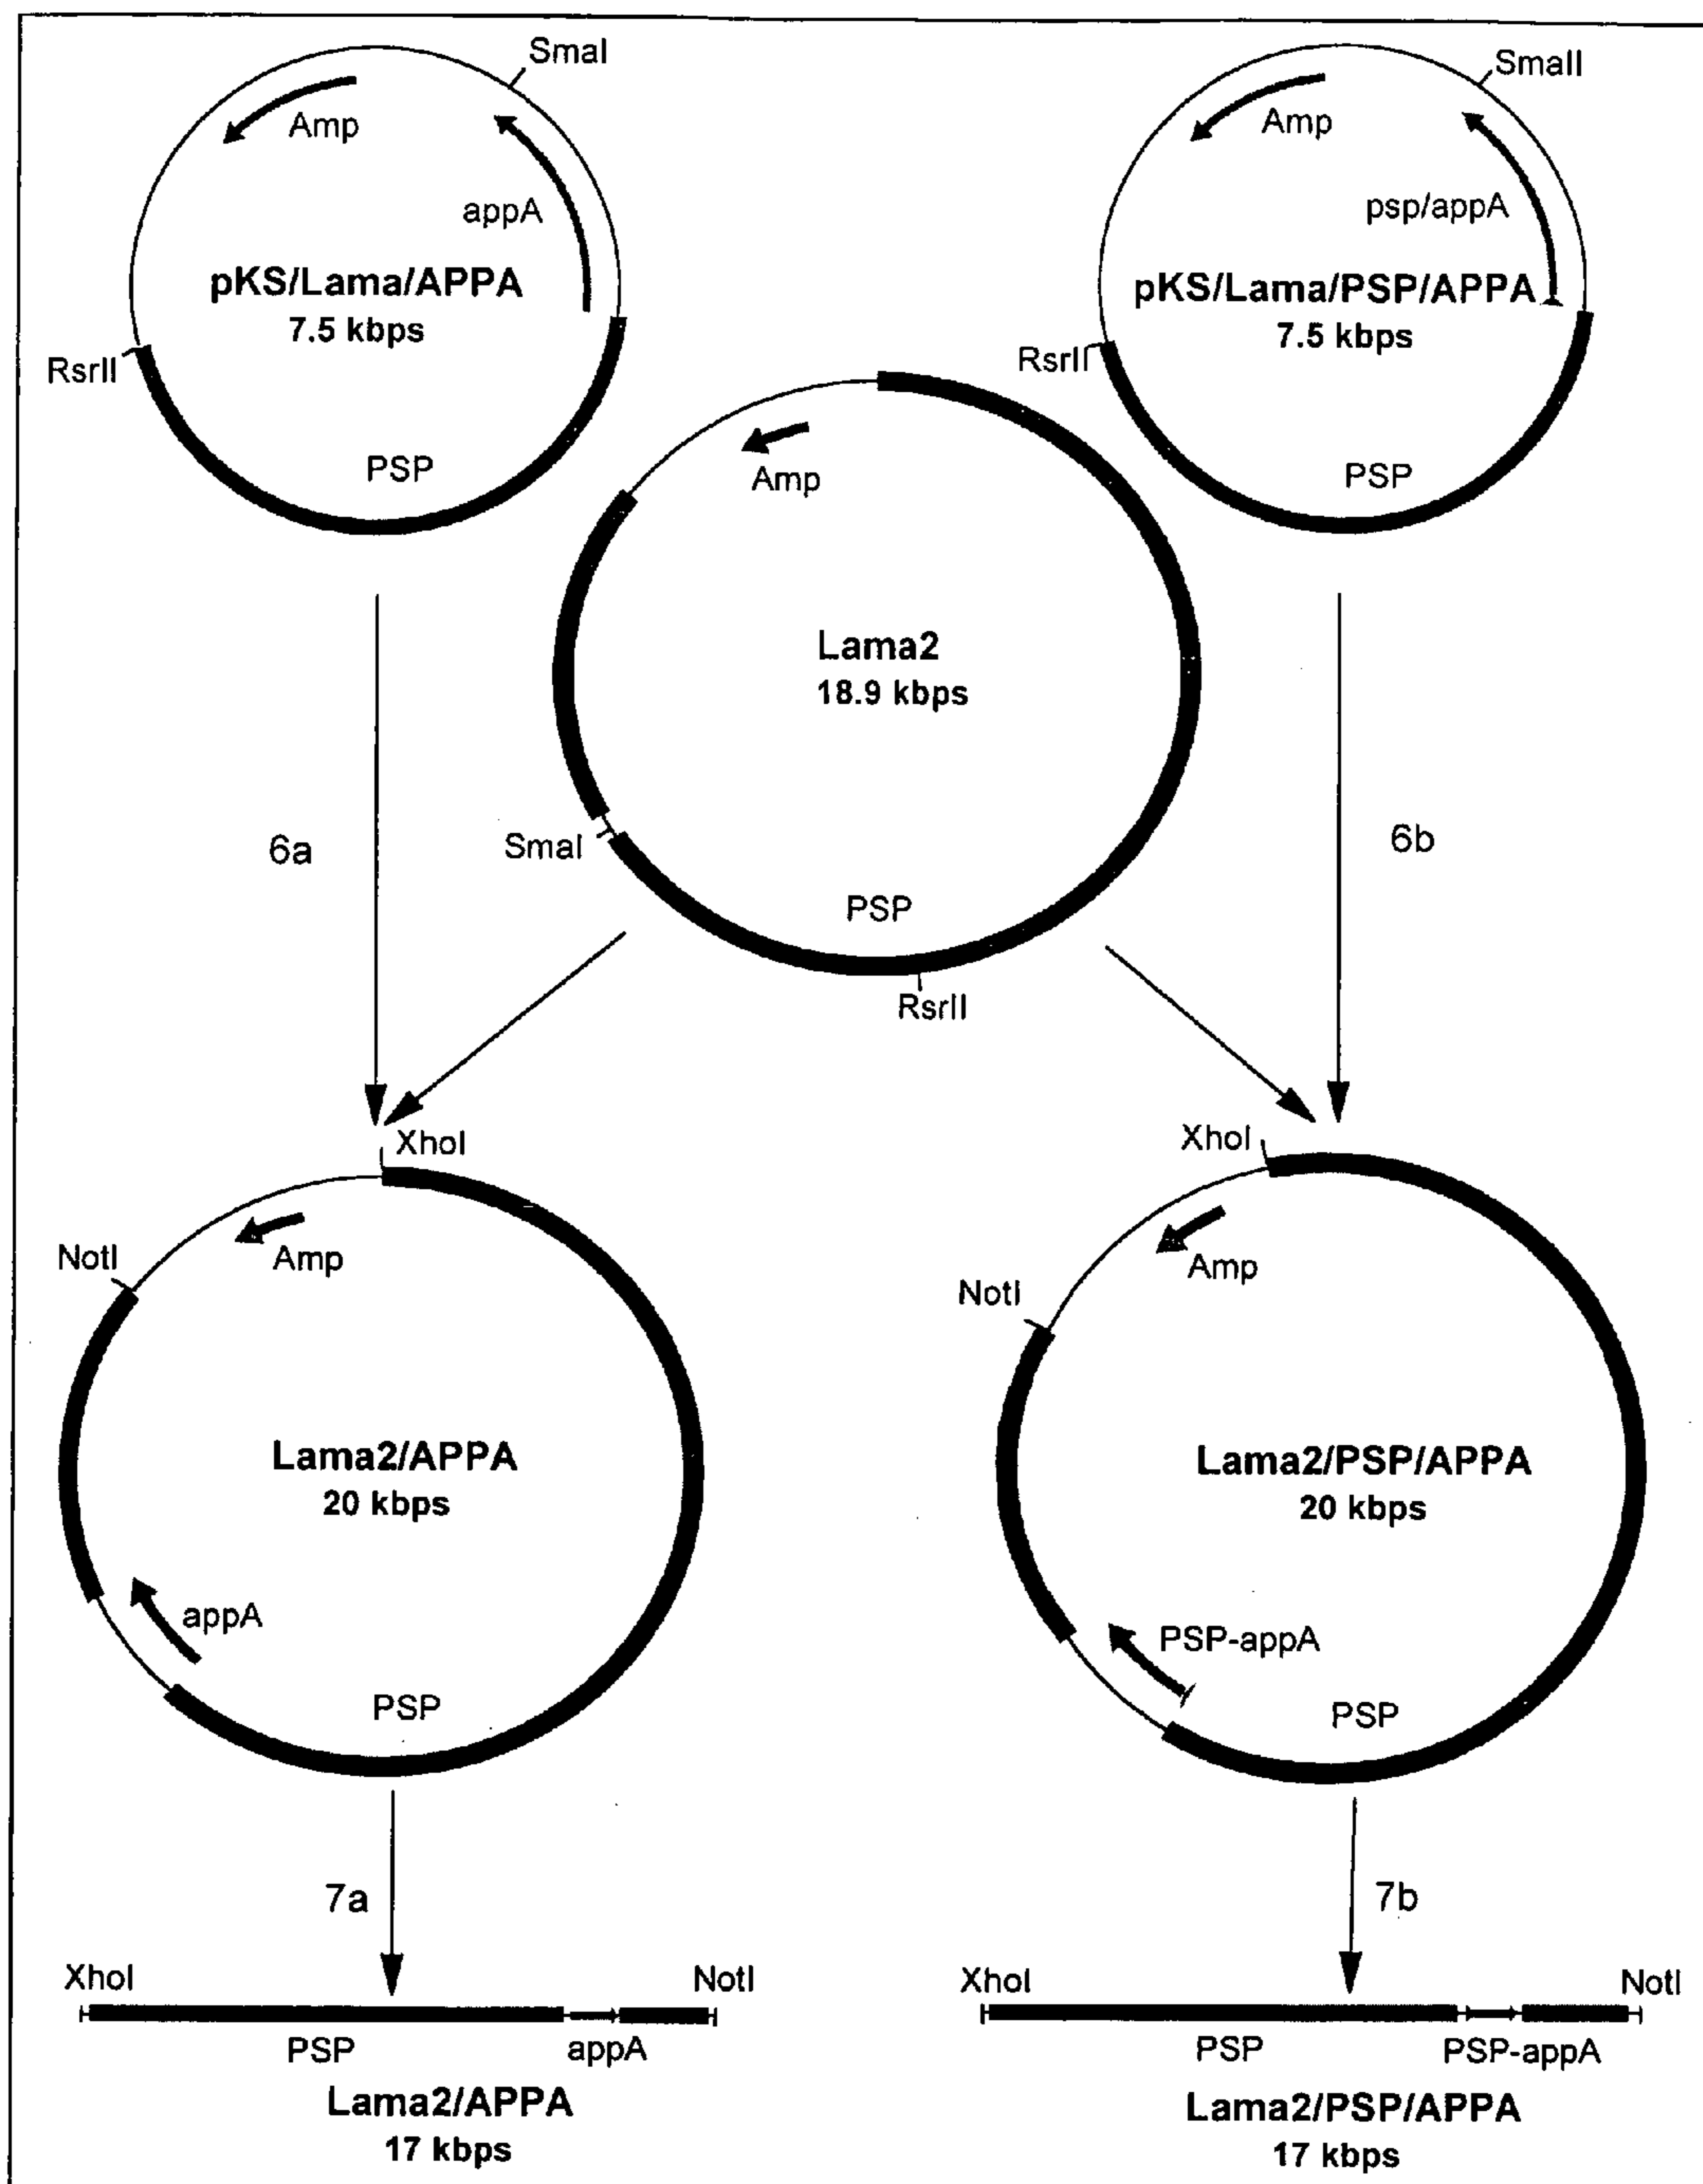 SmaI
Amp
appA
pKS/Lama/APPA
7.5 kbps
RsrII
PSP
SmaII
Amp
psp/appA
pKS/Lama/PSP/APPA
7.5 kbps
RsrII
PSP
Amp
Lama2
18.9 kbps
SmaI
PSP
RsrII
6a
6b
XhoI
NotI
Amp
Lama2/APPA
20 kbps
appA
PSP
XhoI
NotI
Amp
Lama2/PSP/APPA
20 kbps
PSP-appA
PSP
7a
7b
XhoI
NotI
PSP
appA
Lama2/APPA
17 kbps
XhoI
NotI
PSP
PSP-appA
Lama2/PSP/APPA
17 kbps